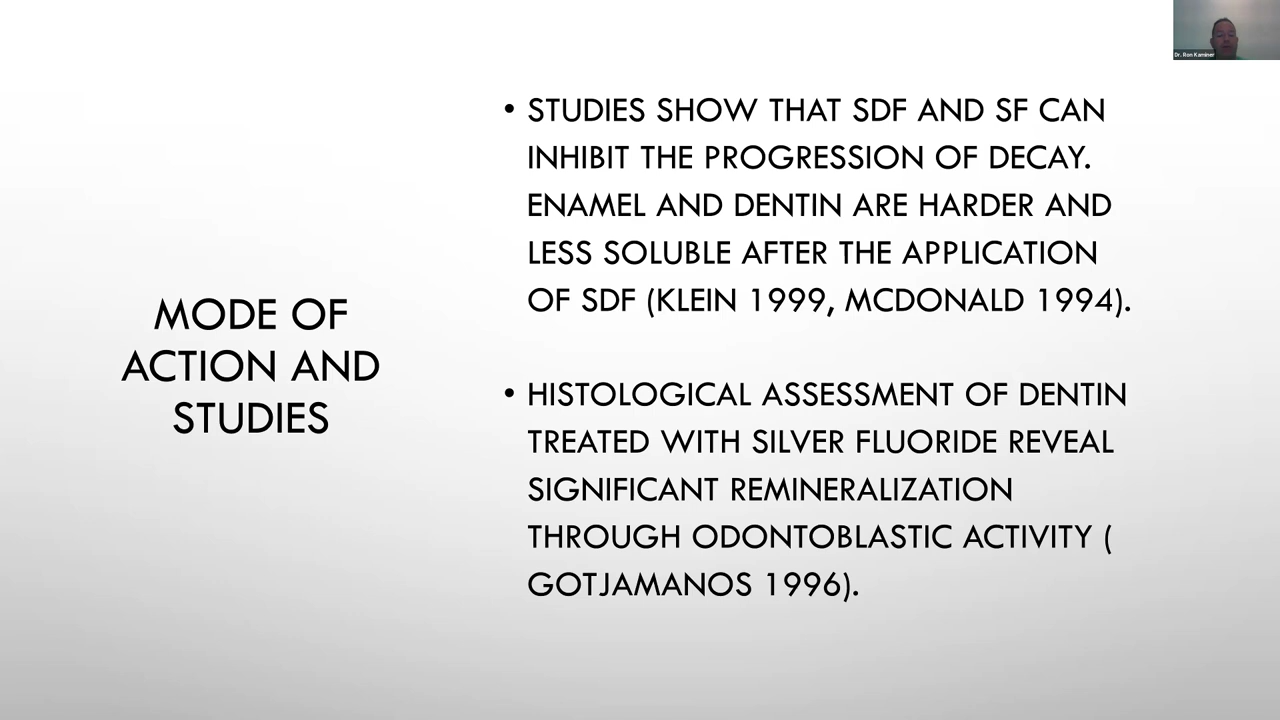 Dr. Ron Kaminer
MODE OF
ACTION AND
STUDIES
• STUDIES SHOW THAT SDF AND SF CAN
INHIBIT THE PROGRESSION OF DECAY.
ENAMEL AND DENTIN ARE HARDER AND
LESS SOLUBLE AFTER THE APPLICATION
OF SDF (KLEIN 1999, MCDONALD 1994).
• HISTOLOGICAL ASSESSMENT OF DENTIN
TREATED WITH SILVER FLUORIDE REVEAL
SIGNIFICANT REMINERALIZATION
THROUGH ODONTOBLASTIC ACTIVITY (
GOTJAMANOS 1996).